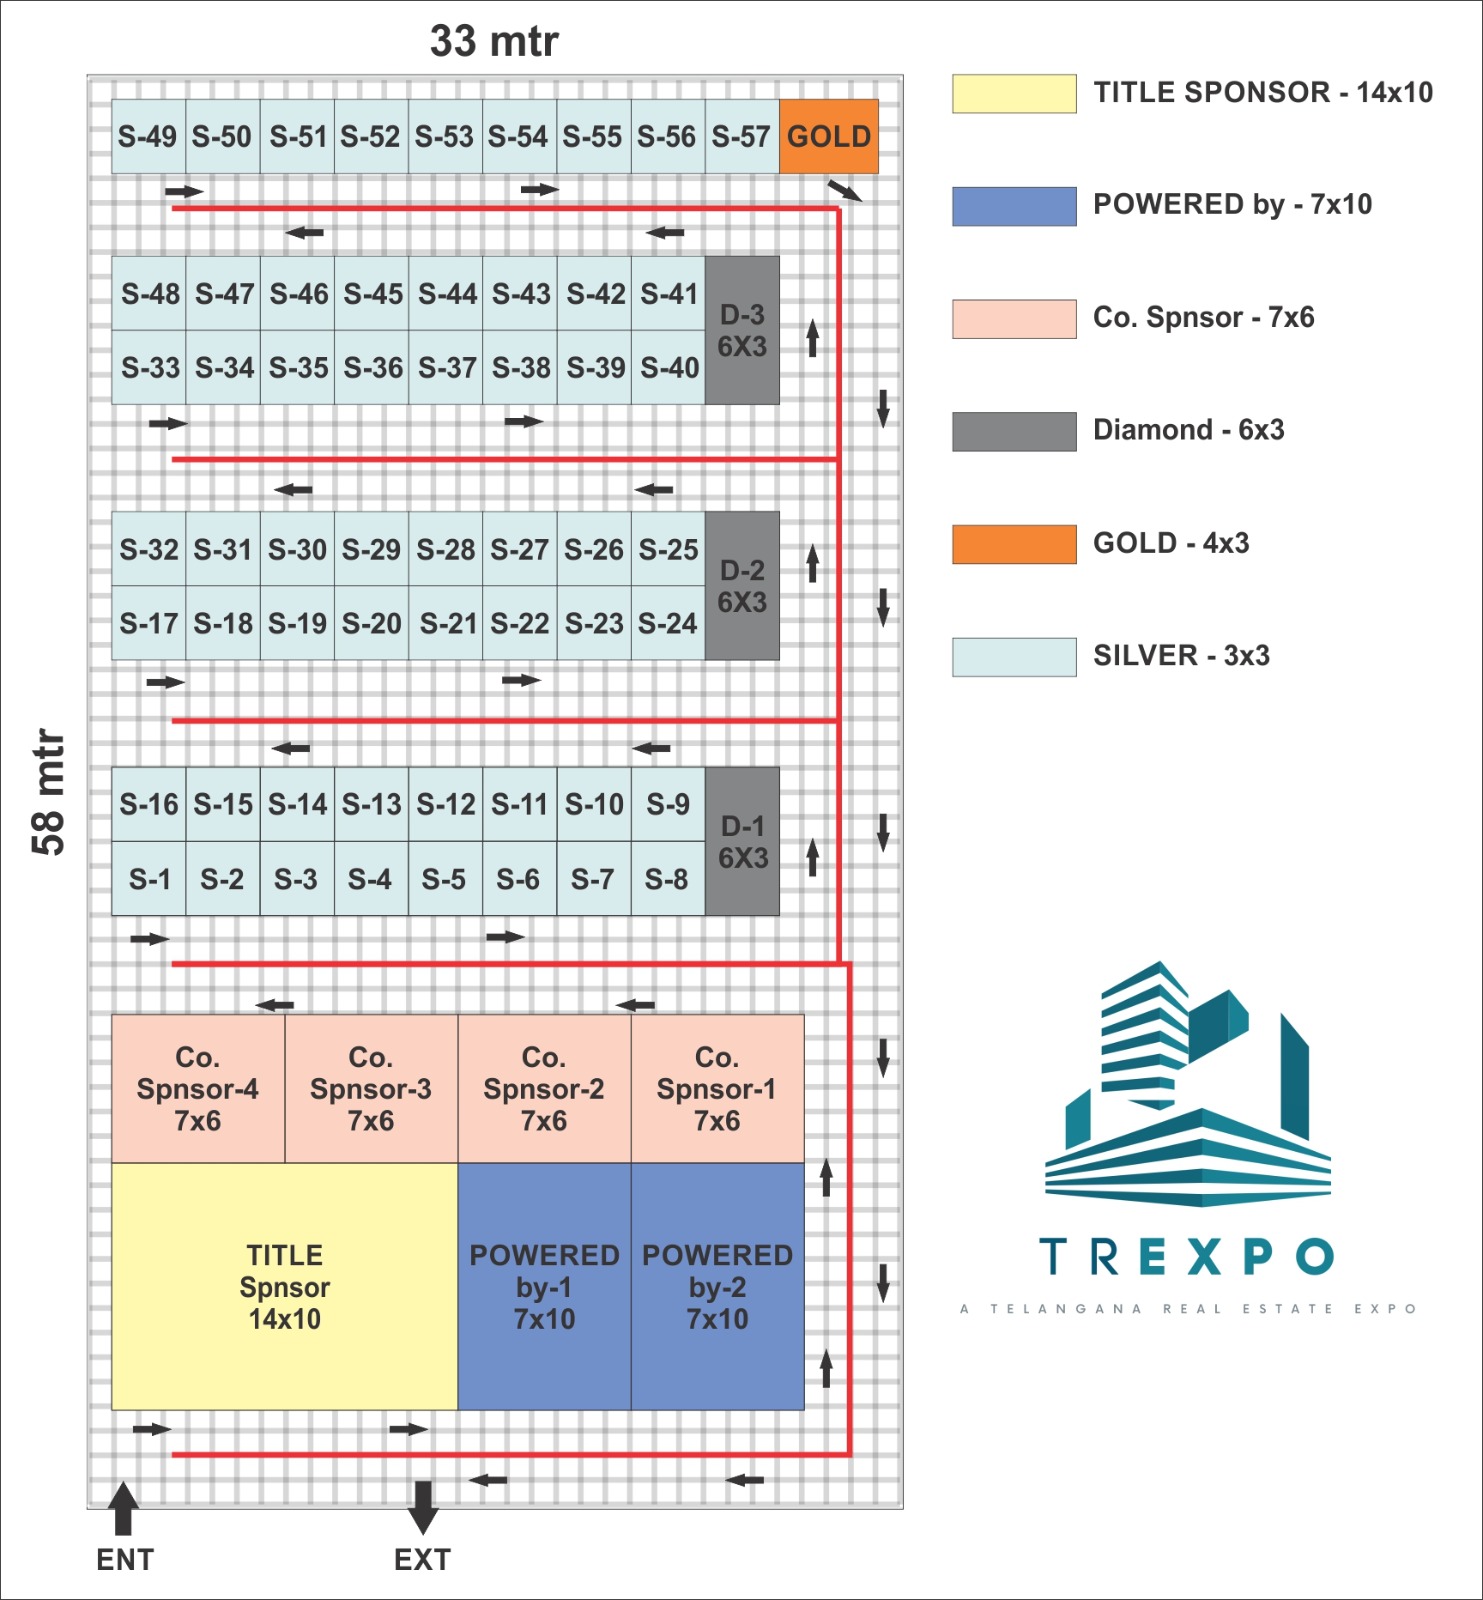 33 mtr
S-49 S-50 S-51 S-52 S-53 S-54 S-55 S-56 S-57 GOLD
S-48 S-47 S-46 S-45 S-44 S-43 S-42 S-41
D-3
6X3
S-33 S-34 S-35 S-36 S-37 S-38 S-39 S-40
S-32 S-31 S-30 S-29 S-28 S-27 S-26 S-25
D-2
6X3
S-17 S-18 S-19 S-20 S-21 S-22 S-23 S-24
58 mtr
S-16 S-15 S-14 S-13 S-12 S-11 S-10 S-9
D-1
6X3
S-1 S-2 S-3 S-4 S-5 S-6 S-7 S-8
Co.
Spnsor-4
7x6
Co.
Spnsor-3
7x6
Co.
Spnsor-2
7x6
Co.
Spnsor-1
7x6
TITLE
Spnsor
14x10
POWERED
by-1
7x10
POWERED
by-2
7x10
ENT
EXT
TITLE SPONSOR - 14x10
POWERED by - 7x10
Co. Spnsor - 7x6
Diamond - 6x3
GOLD - 4x3
SILVER - 3x3
TREXPO
A TELANGANA REAL ESTATE EXPO